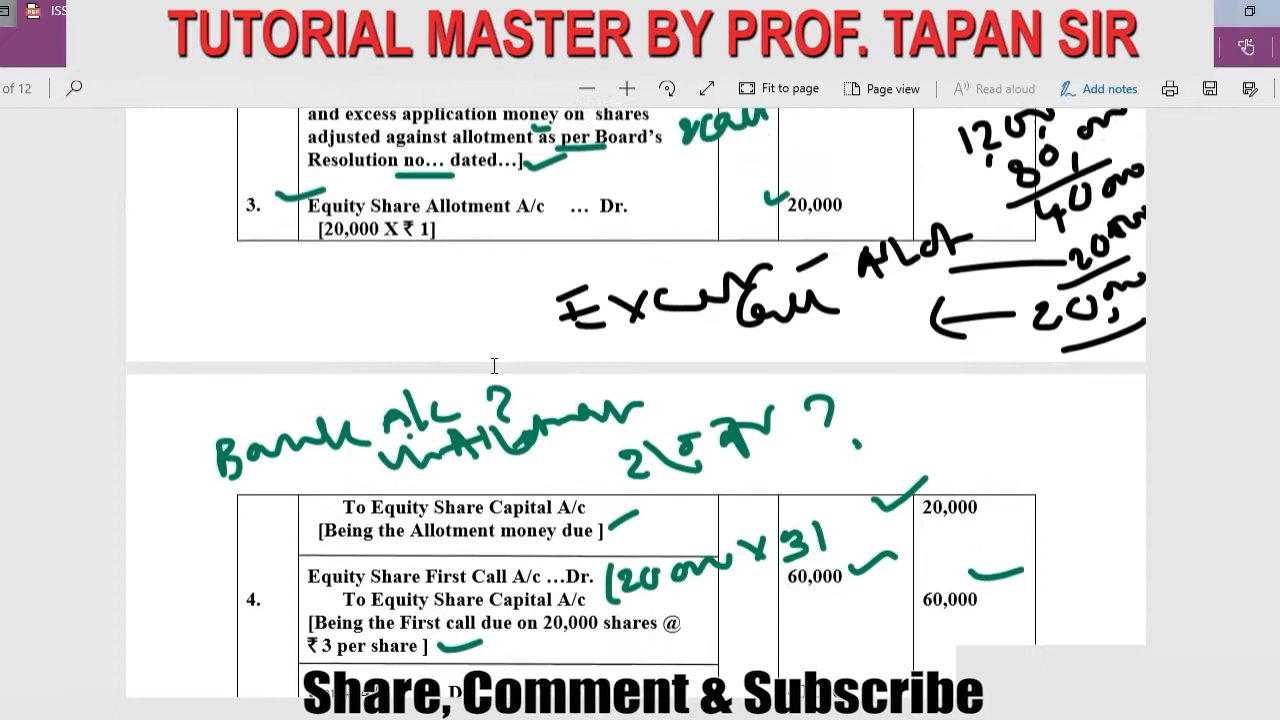 TUTORIAL MASTER BY PROF. TAPAN SIR
ISS
of 12
Fit to page
Page view
Read aloud
Add notes
and excess application money on shares
adjusted against allotment as per Board's
Resolution no... dated...]
3. Equity Share Allotment A/c ... Dr. 20,000
[20,000 X ₹ 1]
Allot
Bank A/c ?
To Equity Share Capital A/c 20,000
[Being the Allotment money due ]
Equity Share First Call A/c ...Dr. 60,000
4. To Equity Share Capital A/c 60,000
[Being the First call due on 20,000 shares @
₹ 3 per share ]
Share,Comment & Subscribe